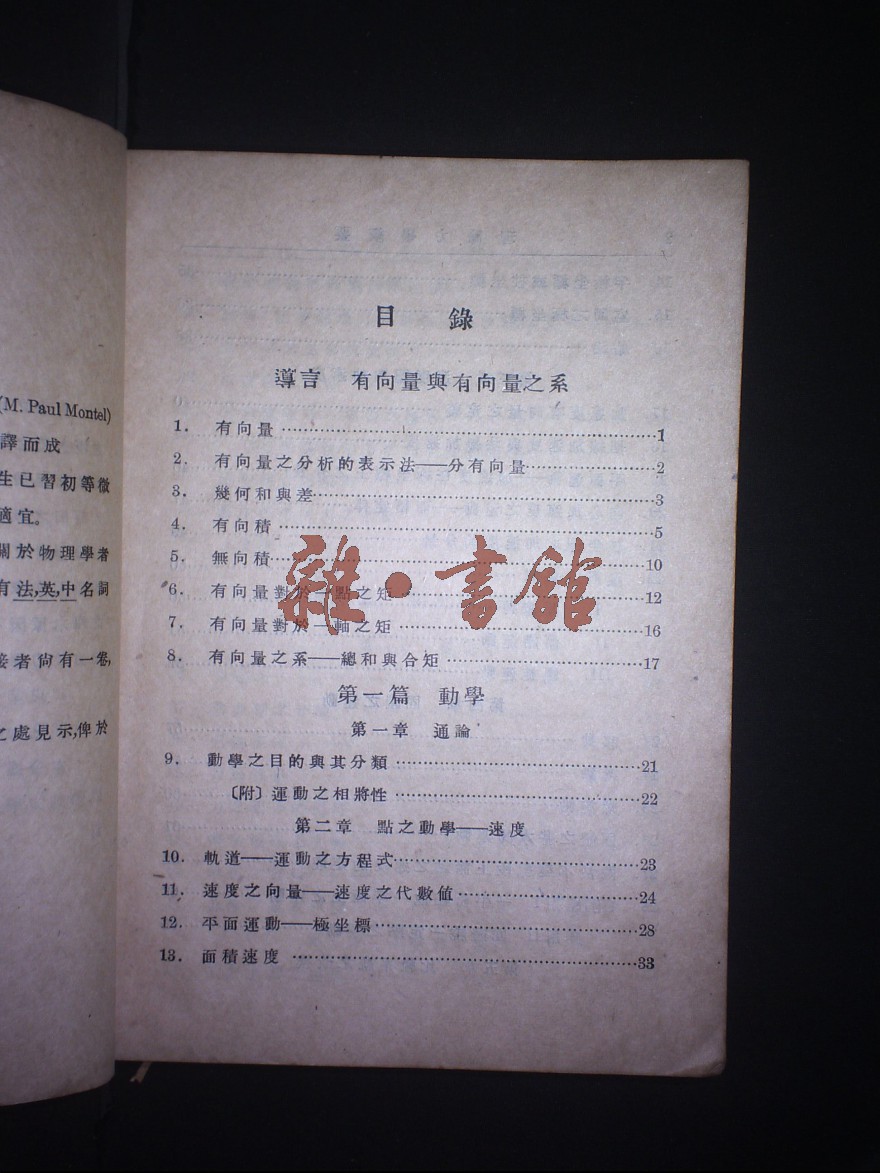 (M. Paul Montel)
譯而成
生已習初等微
適宜。
關於物理學者
有法,英,中名詞
接者尙有一卷,
之處見示,俾於
目 錄
導言 有向量與有向量之系
1. 有向量……1
2. 有向量之分析的表示法——分有向量……2
3. 幾何和與差……3
4. 有向積……5
5. 無向積……10
6. 有向量對於一點之矩……12
7. 有向量對於一軸之矩……16
8. 有向量之系——總和與合矩……17
第一篇 動學
第一章 通論
9. 動學之目的與其分類……21
〔附〕運動之相將性……22
第二章 點之動學——速度
10. 軌道——運動之方程式……23
11. 速度之向量——速度之代數値……24
12. 平面運動——極坐標……28
13. 面積速度……33
雜·書館